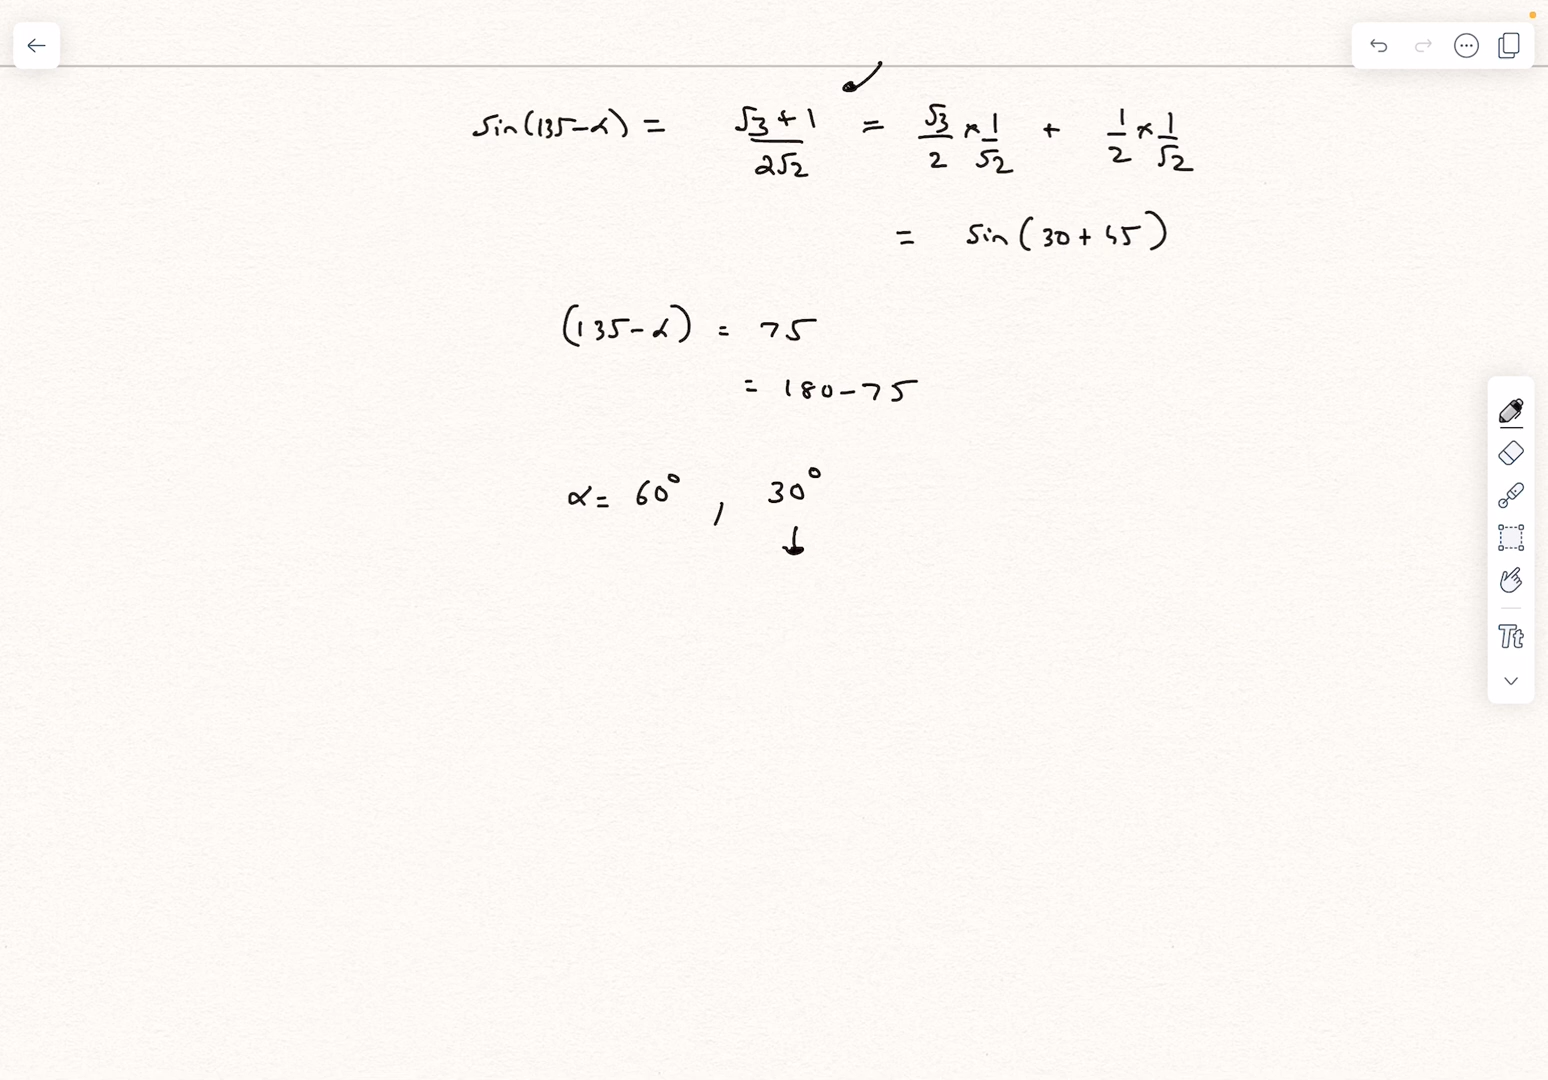 sin(135-α) = √3+1/2√2 = √3/2 × 1/√2 + 1/2 × 1/√2
= sin(30+45)
(135-α) = 75
= 180-75
α = 60°, 30°
↓
Tt